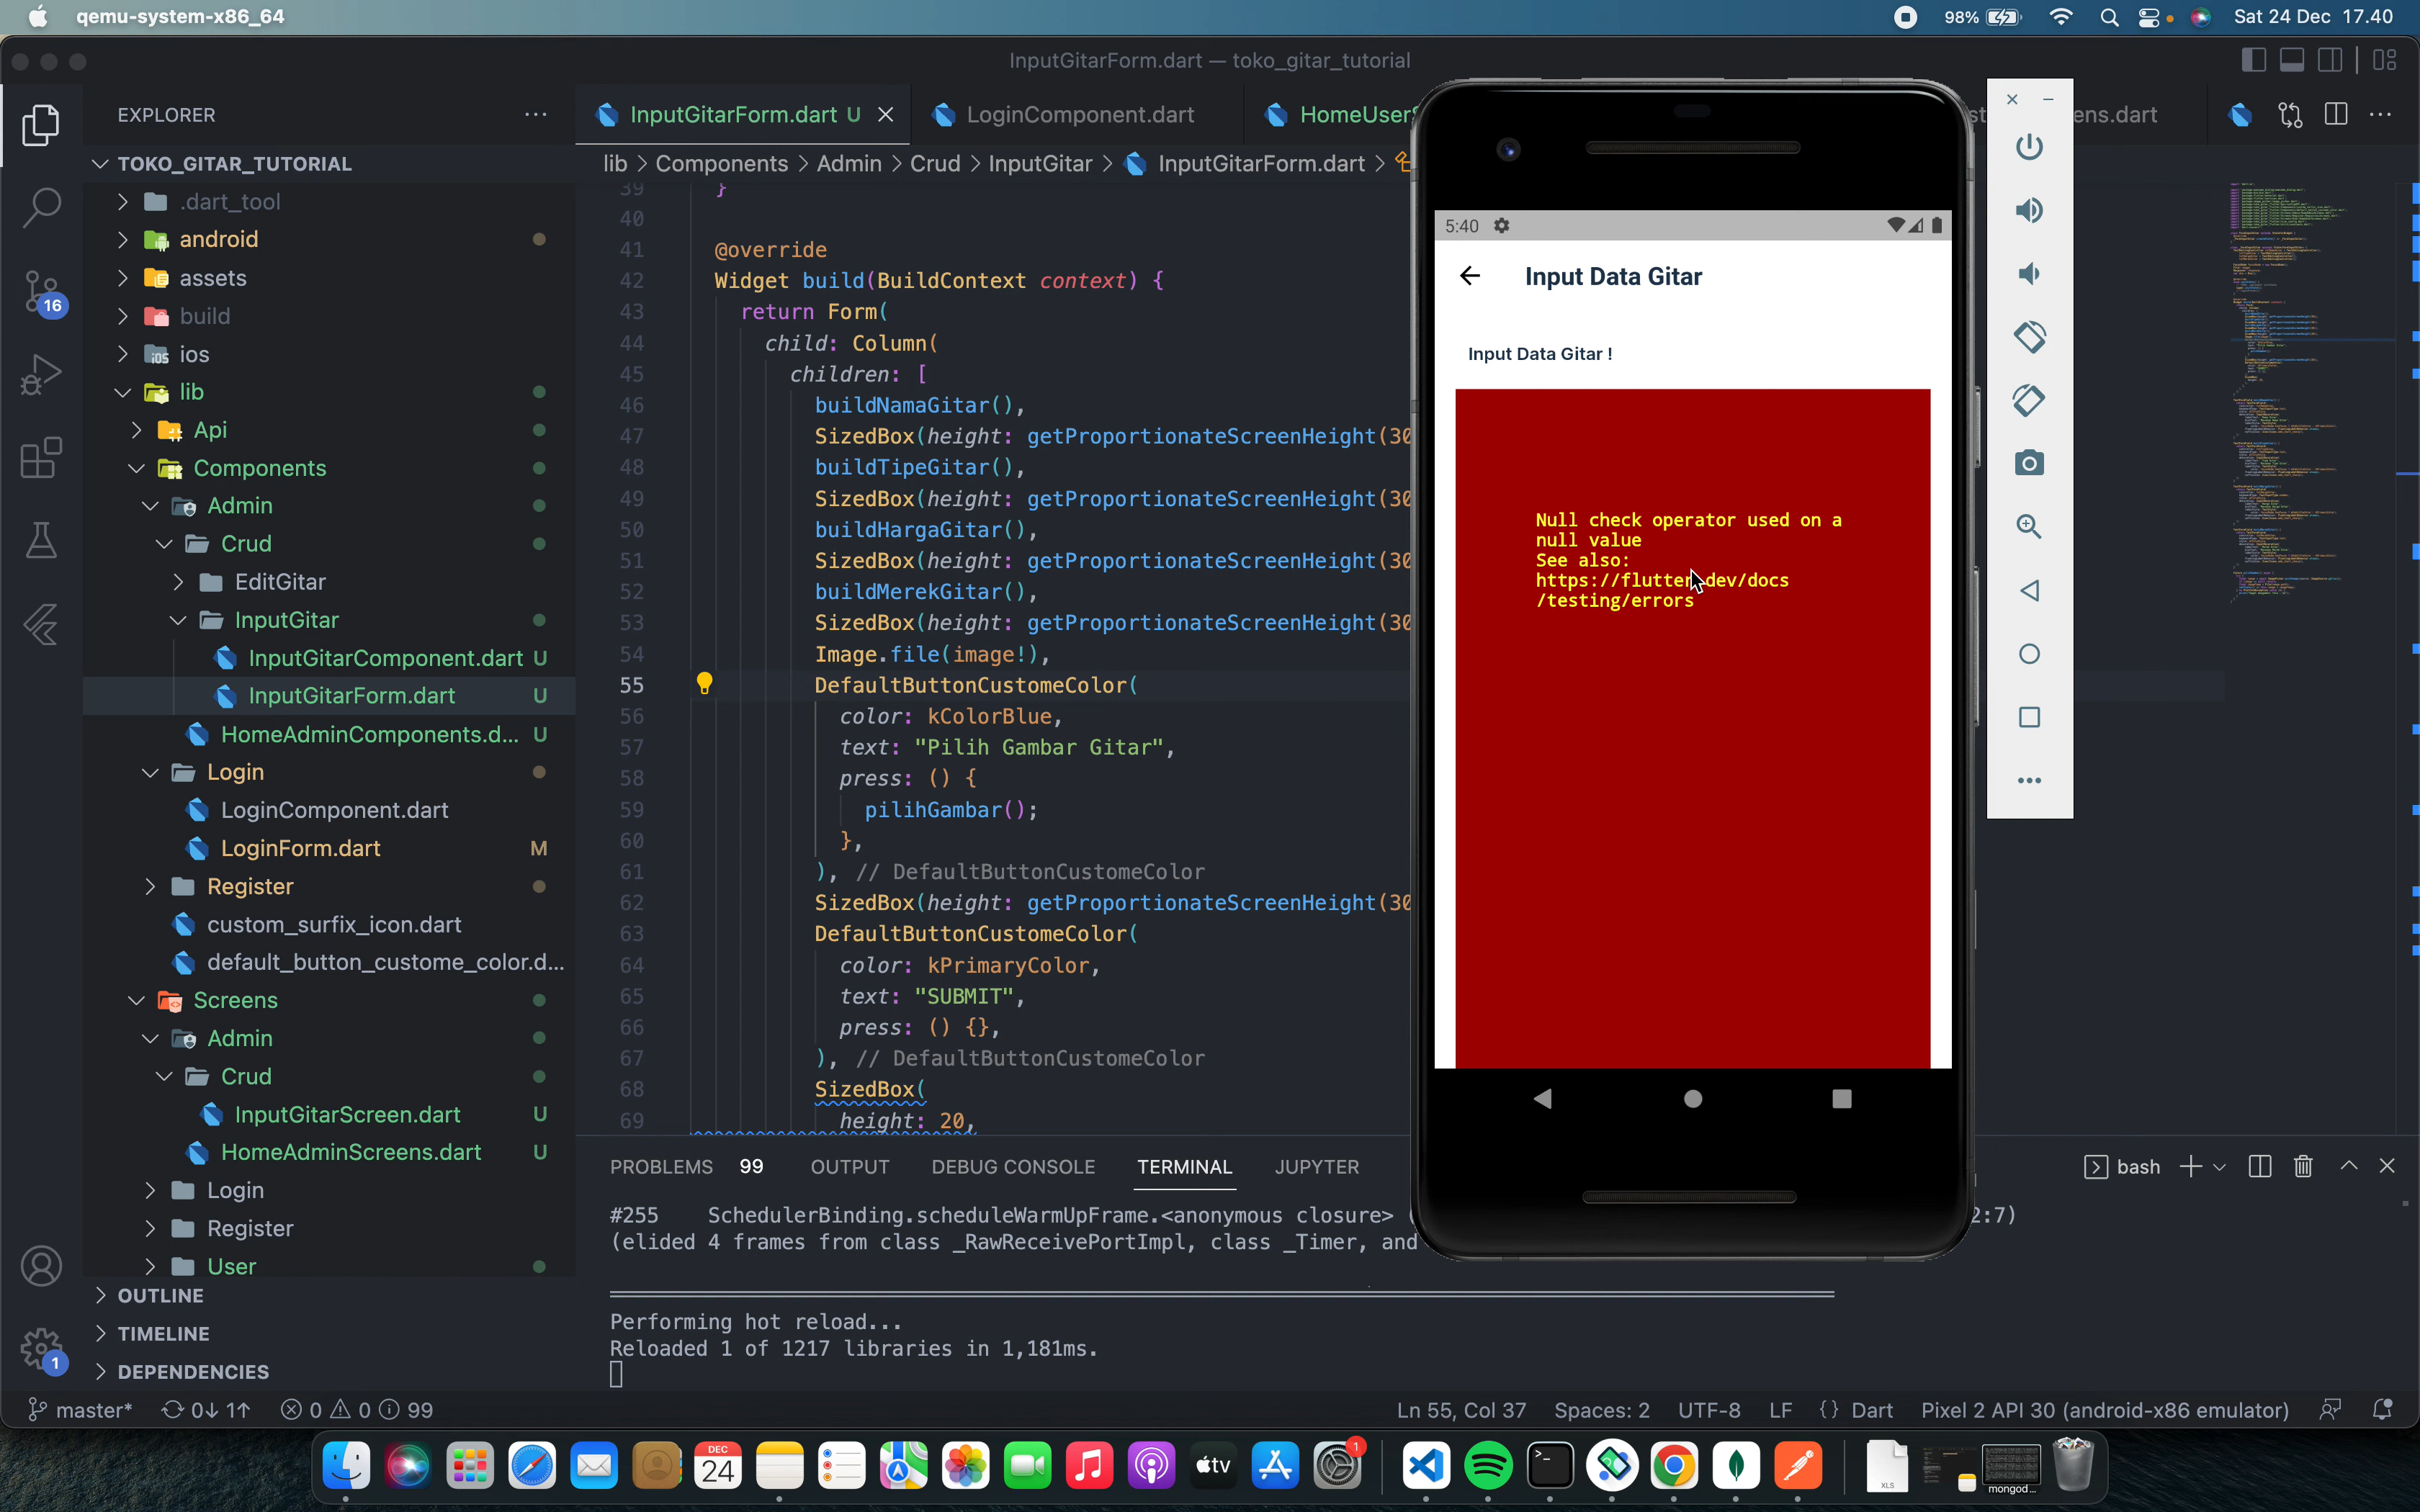 qemu-system-x86_64
98%
Sat 24 Dec 17.40
InputGitarForm.dart — toko_gitar_tutorial
EXPLORER
InputGitarForm.dart U
LoginComponent.dart
HomeUser
ens.dart
TOKO_GITAR_TUTORIAL
lib > Components > Admin > Crud > InputGitar > InputGitarForm.dart >
.dart_tool
android
assets
build
ios
lib
Api
Components
Admin
Crud
EditGitar
InputGitar
InputGitarComponent.dart U
InputGitarForm.dart U
HomeAdminComponents.d... U
Login
LoginComponent.dart
LoginForm.dart M
Register
custom_surfix_icon.dart
default_button_custome_color.d...
Screens
Admin
Crud
InputGitarScreen.dart U
HomeAdminScreens.dart U
Login
Register
User
OUTLINE
TIMELINE
DEPENDENCIES
16
1
39 }
40
41 @override
42 Widget build(BuildContext context) {
43 return Form(
44 child: Column(
45 children: [
46 buildNamaGitar(),
47 SizedBox(height: getProportionateScreenHeight(30
48 buildTipeGitar(),
49 SizedBox(height: getProportionateScreenHeight(30
50 buildHargaGitar(),
51 SizedBox(height: getProportionateScreenHeight(30
52 buildMerekGitar(),
53 SizedBox(height: getProportionateScreenHeight(30
54 Image.file(image!),
55 DefaultButtonCustomeColor(
56 color: kColorBlue,
57 text: "Pilih Gambar Gitar",
58 press: () {
59 pilihGambar();
60 },
61 ), // DefaultButtonCustomeColor
62 SizedBox(height: getProportionateScreenHeight(30
63 DefaultButtonCustomeColor(
64 color: kPrimaryColor,
65 text: "SUBMIT",
66 press: () {},
67 ), // DefaultButtonCustomeColor
68 SizedBox(
69 height: 20,
5:40
Input Data Gitar
Input Data Gitar !
Null check operator used on a
null value
See also:
https://flutter.dev/docs
/testing/errors
PROBLEMS 99 OUTPUT DEBUG CONSOLE TERMINAL JUPYTER
bash
#255 SchedulerBinding.scheduleWarmUpFrame.<anonymous closure> (
2:7)
(elided 4 frames from class _RawReceivePortImpl, class _Timer, and
Performing hot reload...
Reloaded 1 of 1217 libraries in 1,181ms.
master* 0↓ 1↑ 0 0 99
Ln 55, Col 37 Spaces: 2 UTF-8 LF {} Dart Pixel 2 API 30 (android-x86 emulator)
DEC
24
tv
1
XLS
mongod...